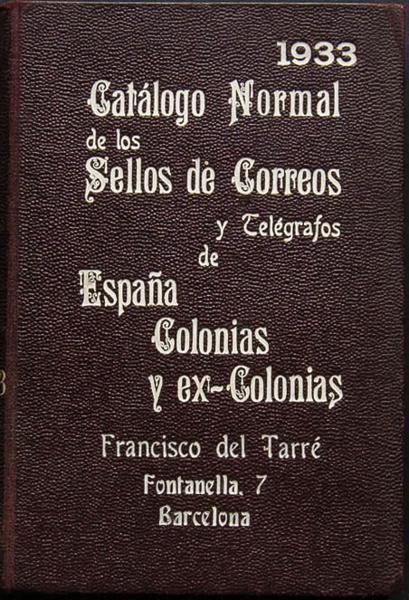 1933
Catálogo Normal
de los
Sellos de Correos
y Telégrafos
de
España
Colonias
y ex-Colonias
Francisco del Tarré
Fontanella, 7
Barcelona
3